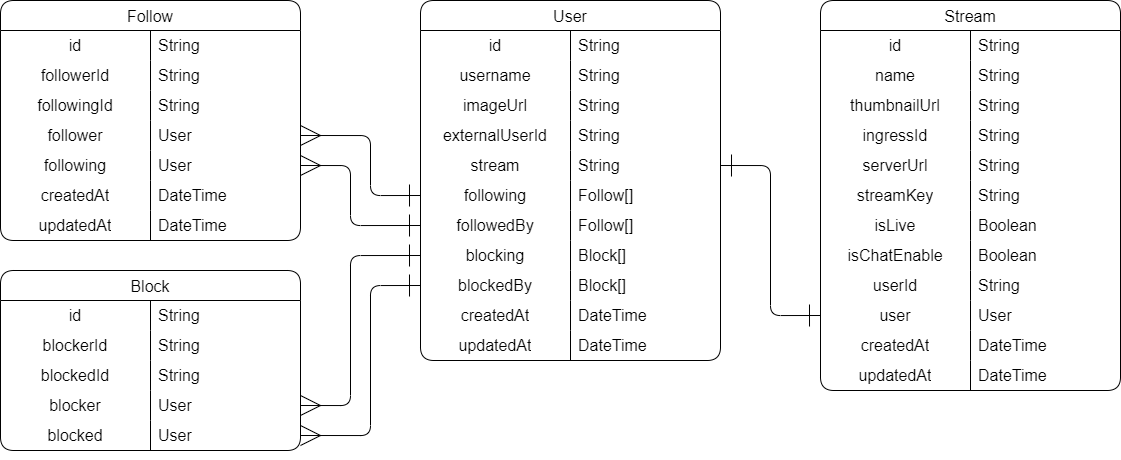 Follow
id String
followerId String
followingId String
follower User
following User
createdAt DateTime
updatedAt DateTime
Block
id String
blockerId String
blockedId String
blocker User
blocked User
User
id String
username String
imageUrl String
externalUserId String
stream String
following Follow[]
followedBy Follow[]
blocking Block[]
blockedBy Block[]
createdAt DateTime
updatedAt DateTime
Stream
id String
name String
thumbnailUrl String
ingressId String
serverUrl String
streamKey String
isLive Boolean
isChatEnable Boolean
userId String
user User
createdAt DateTime
updatedAt DateTime